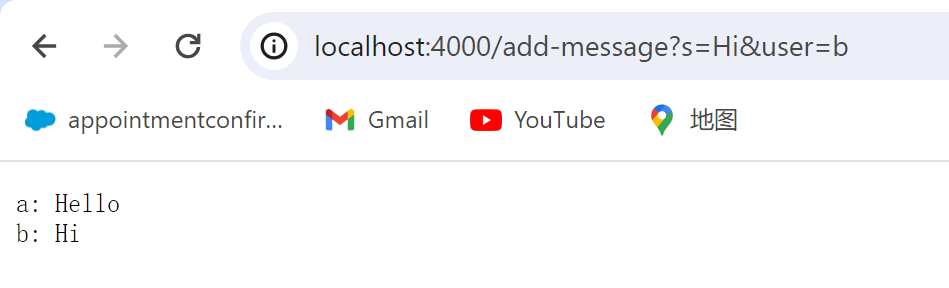 localhost:4000/add-message?s=Hi&user=b
appointmentconfir... Gmail YouTube 地图
a: Hello
b: Hi